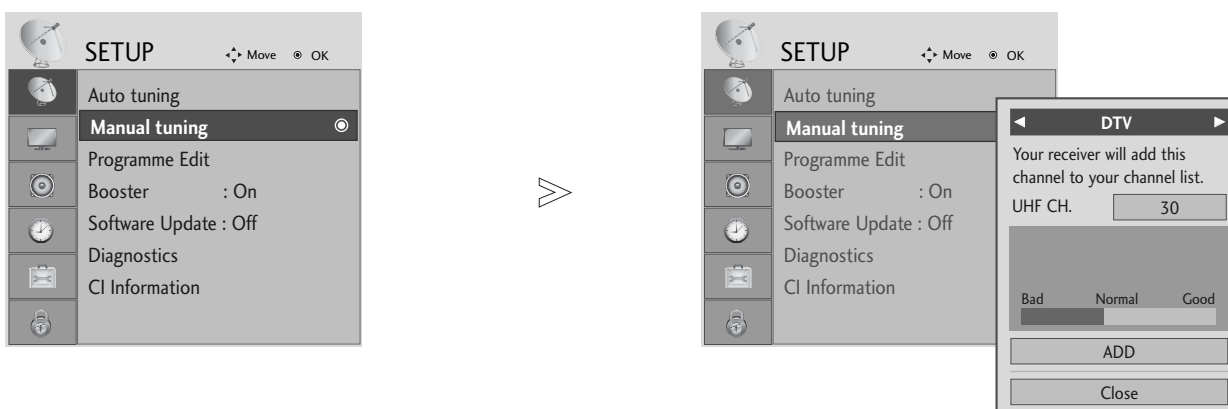 SETUP
Move OK
Auto tuning
Manual tuning
Programme Edit
Booster : On
Software Update : Off
Diagnostics
CI Information
SETUP
Move OK
Auto tuning
Manual tuning
Programme Edit
Booster : On
Software Update : Off
Diagnostics
CI Information
DTV
Your receiver will add this
channel to your channel list.
UHF CH. 30
Bad Normal Good
ADD
Close